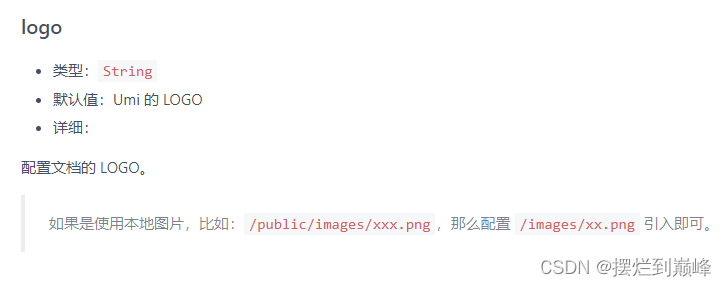 logo
类型：String
默认值：Umi 的 LOGO
详细：
配置文档的 LOGO。
如果是使用本地图片，比如：/public/images/xxx.png，那么配置 /images/xx.png 引入即可。
CSDN @摆烂到巅峰